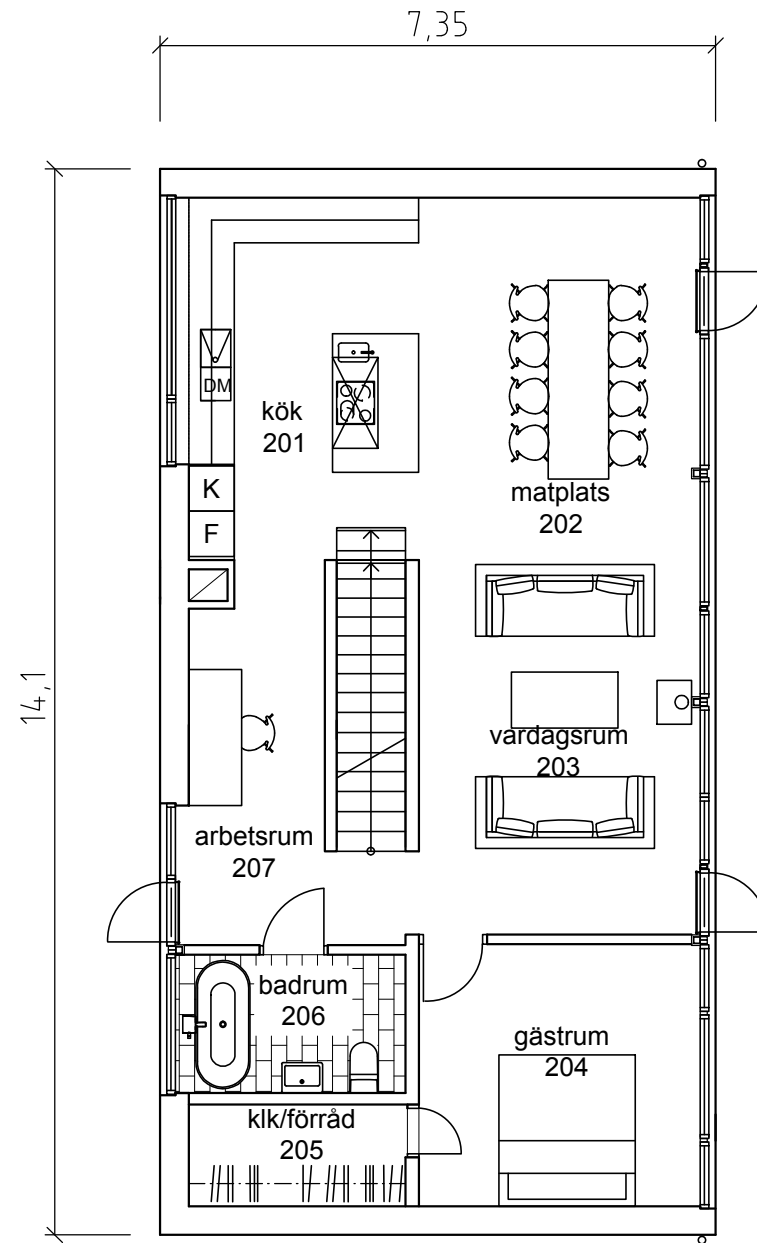 7,35
14,1
DM
kök
201
K
F
matplats
202
vardagsrum
203
arbetsrum
207
badrum
206
gästrum
204
klk/förråd
205